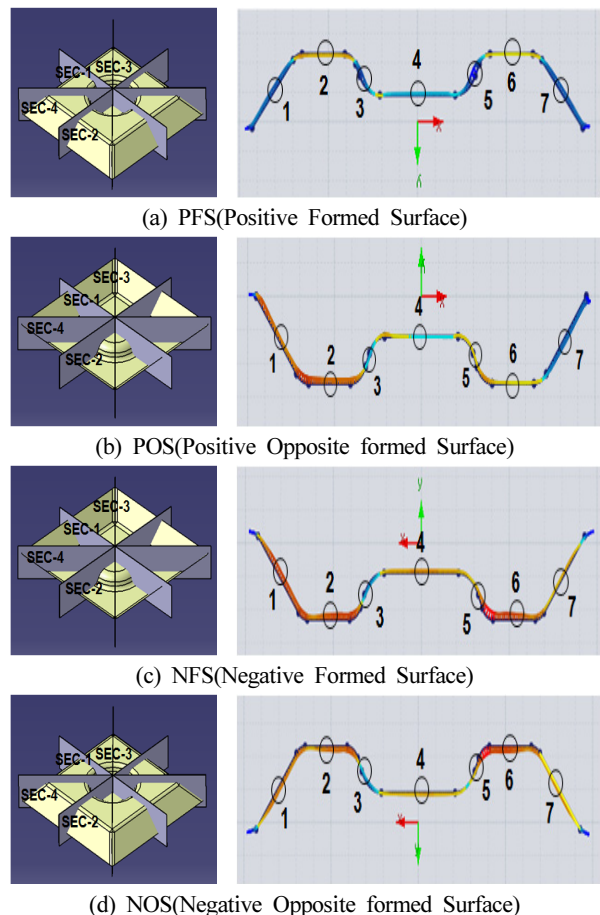 SEC-1 SEC-3
SEC-4
SEC-2
1 2 3 4 5 6 7
x
y
(a) PFS(Positive Formed Surface)
SEC-3
SEC-1
SEC-4
SEC-2
1 2 3 4 5 6 7
x
(b) POS(Positive Opposite formed Surface)
SEC-3
SEC-1
SEC-4
SEC-2
1 2 3 4 5 6 7
y
x
(c) NFS(Negative Formed Surface)
SEC-1 SEC-3
SEC-4
SEC-2
1 2 3 4 5 6 7
x
y
(d) NOS(Negative Opposite formed Surface)